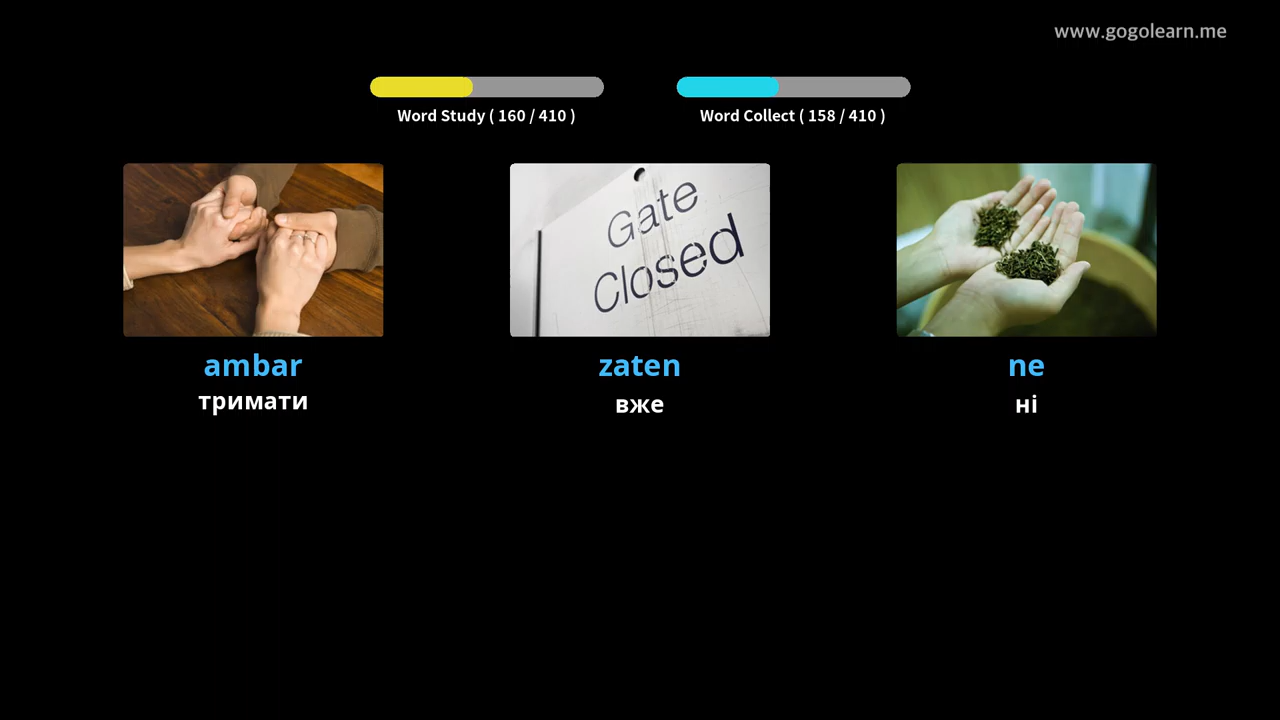 www.gogolearn.me
Word Study ( 160 / 410 )
Word Collect ( 158 / 410 )
Gate
Closed
ambar
zaten
ne
тримати
вже
ні